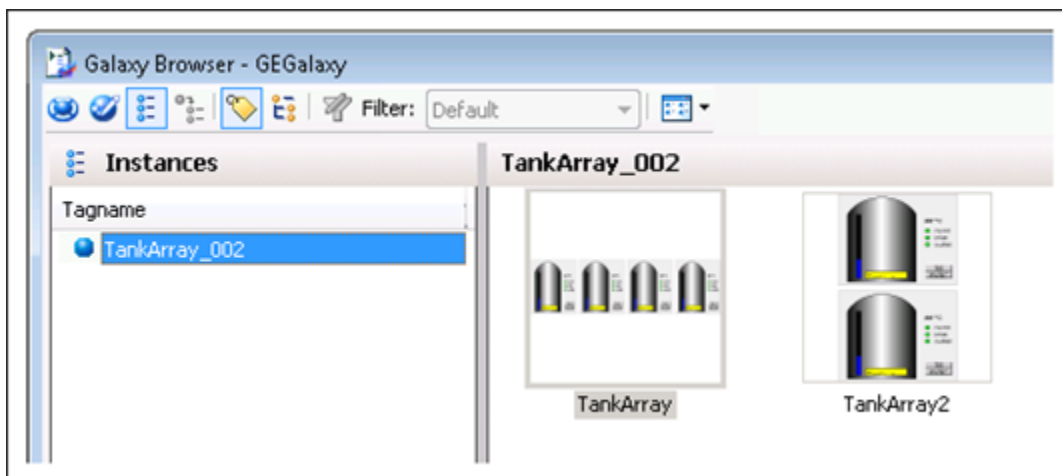 Galaxy Browser - GEGalaxy
Filter: Default
Instances
TankArray_002
Tagname
TankArray_002
TankArray
TankArray2